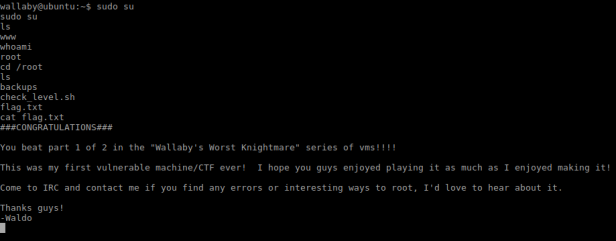 wallaby@ubuntu:~$ sudo su
sudo su
ls
www
whoami
root
cd /root
ls
backups
check_level.sh
flag.txt
cat flag.txt
###CONGRATULATIONS###
You beat part 1 of 2 in the "Wallaby's Worst Knightmare" series of vms!!!!
This was my first vulnerable machine/CTF ever!  I hope you guys enjoyed playing it as much as I enjoyed making it!
Come to IRC and contact me if you find any errors or interesting ways to root, I'd love to hear about it.
Thanks guys!
-Waldo